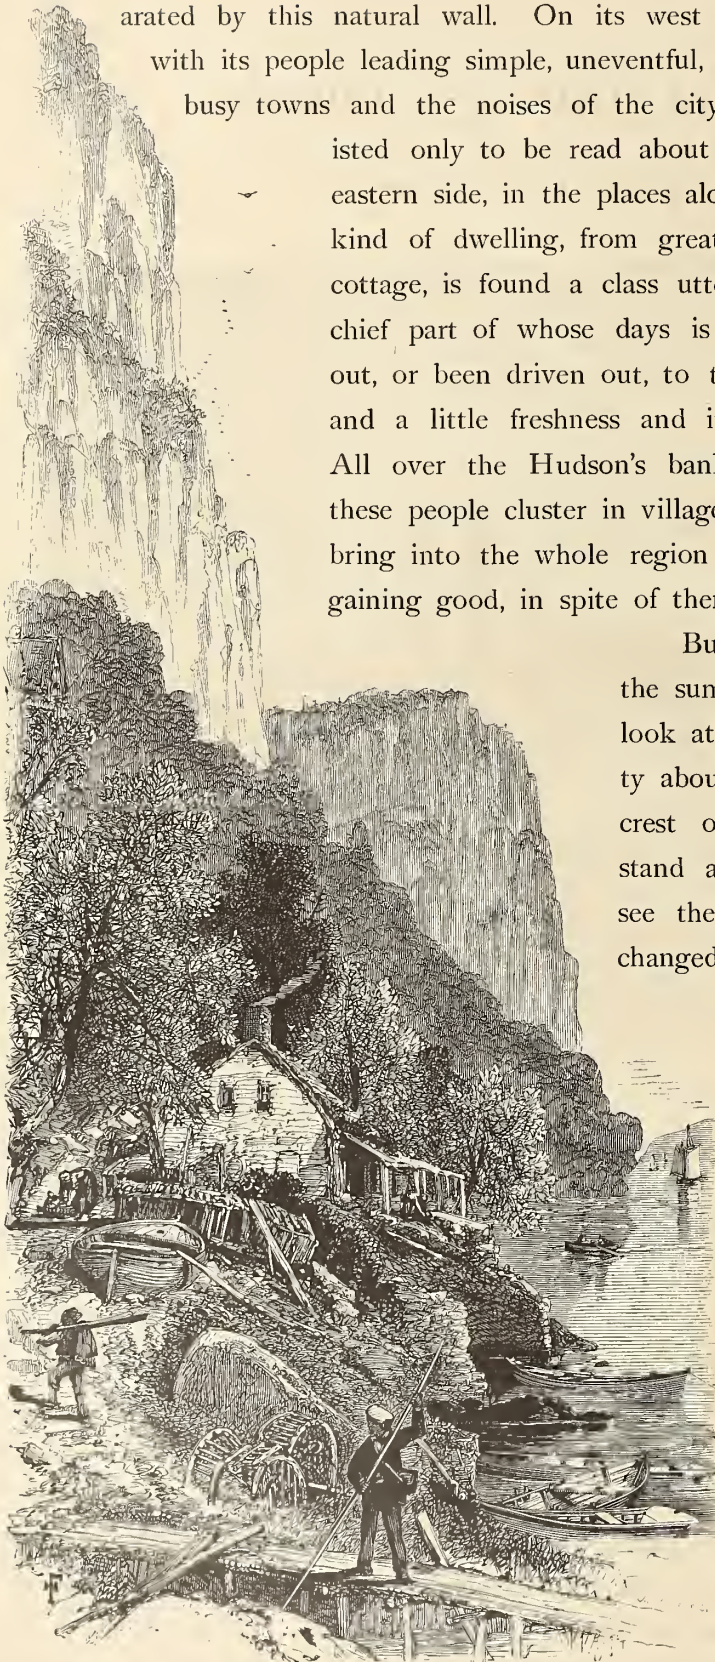 arated by this natural wall. On its west
with its people leading simple, uneventful,
busy towns and the noises of the city
isted only to be read about
eastern side, in the places alo
kind of dwelling, from great
cottage, is found a class utt
chief part of whose days is
out, or been driven out, to t
and a little freshness and i
All over the Hudson's ban
these people cluster in villag
bring into the whole region
gaining good, in spite of the
Bu
the sun
look at
ty abou
crest o
stand a
see the
changed